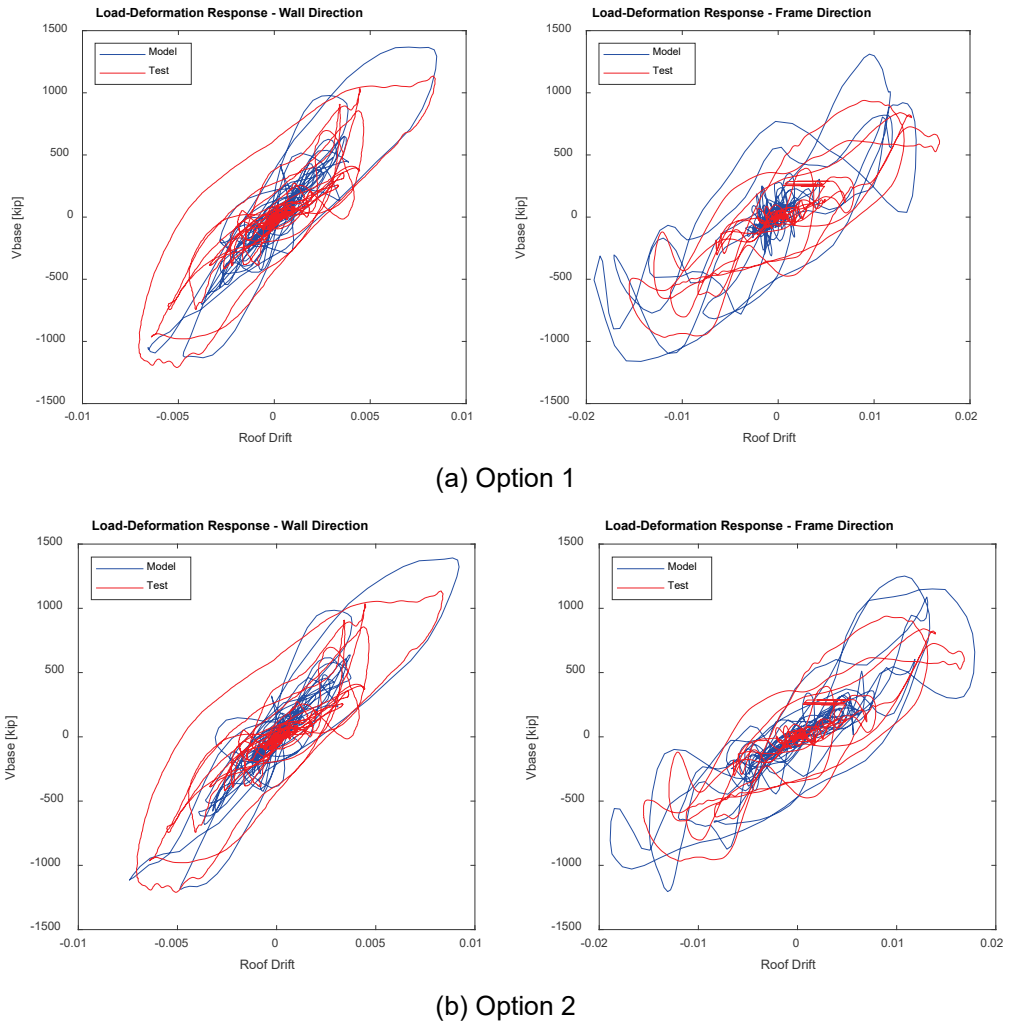 Load-Deformation Response - Wall Direction
1500
Model
Test
1000
500
0
-500
-1000
-1500
Vbase [kip]
-0.01
-0.005
0
0.005
0.01
Roof Drift
Load-Deformation Response - Frame Direction
1500
Model
Test
1000
500
0
-500
-1000
-1500
Vbase [kip]
-0.02
-0.01
0
0.01
0.02
Roof Drift
(a) Option 1
Load-Deformation Response - Wall Direction
1500
Model
Test
1000
500
0
-500
-1000
-1500
Vbase [kip]
-0.01
-0.005
0
0.005
0.01
Roof Drift
Load-Deformation Response - Frame Direction
1500
Model
Test
1000
500
0
-500
-1000
-1500
Vbase [kip]
-0.02
-0.01
0
0.01
0.02
Roof Drift
(b) Option 2